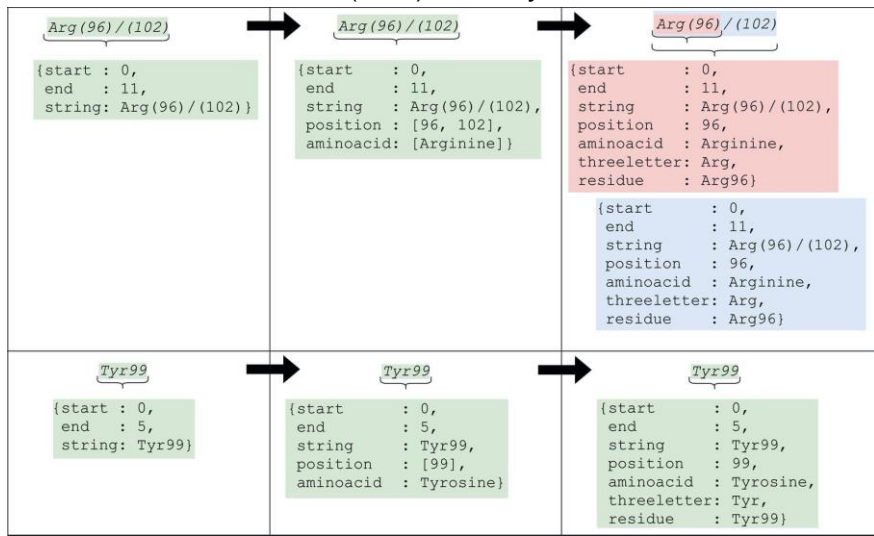 Arg(96)/(102)
{start : 0,
end : 11,
string: Arg(96)/(102)}
Arg(96)/(102)
{start : 0,
end : 11,
string : Arg(96)/(102),
position : [96, 102],
aminoacid: [Arginine]}
Arg(96)/(102)
{start : 0,
end : 11,
string : Arg(96)/(102),
position : 96,
aminoacid : Arginine,
threeletter: Arg,
residue : Arg96}
{start : 0,
end : 11,
string : Arg(96)/(102),
position : 96,
aminoacid : Arginine,
threeletter: Arg,
residue : Arg96}
Tyr99
{start : 0,
end : 5,
string: Tyr99}
Tyr99
{start : 0,
end : 5,
string : Tyr99,
position : [99],
aminoacid : Tyrosine}
Tyr99
{start : 0,
end : 5,
string : Tyr99,
position : 99,
aminoacid : Tyrosine,
threeletter: Tyr,
residue : Tyr99}